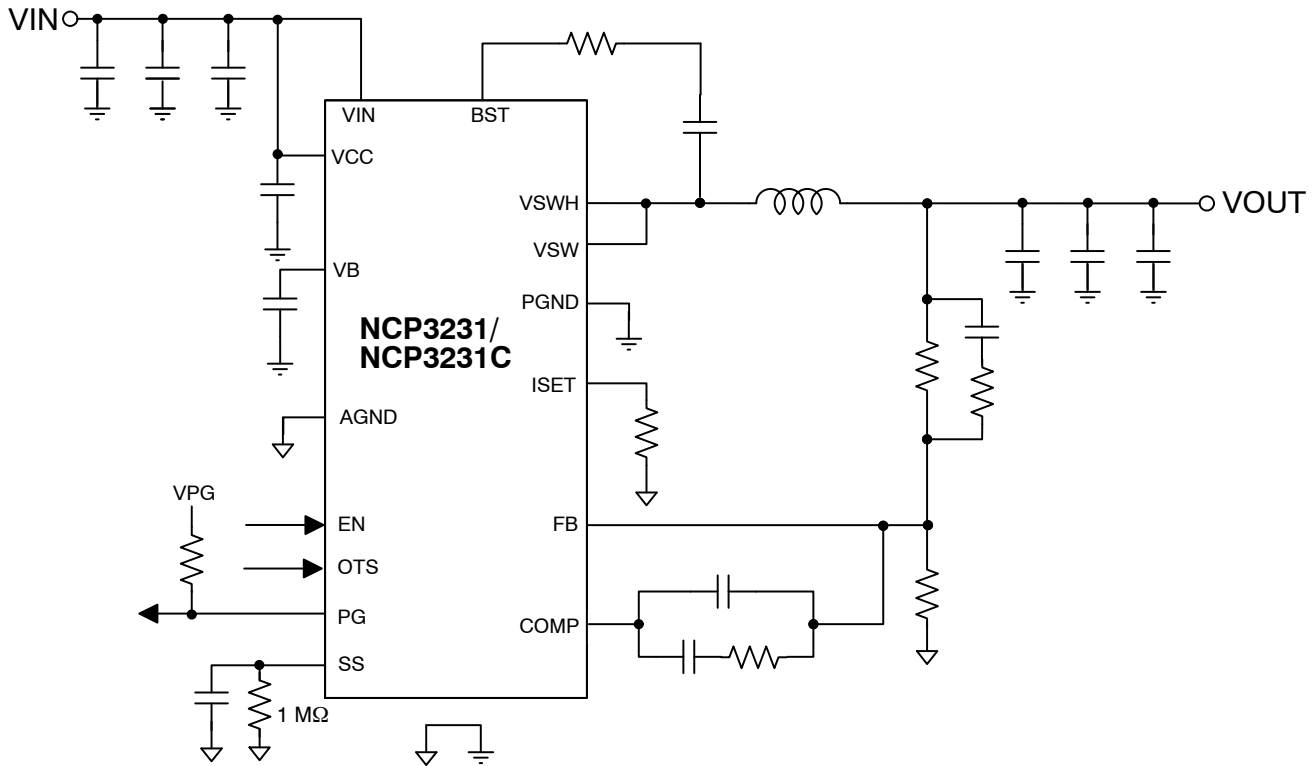 VIN
VIN
BST
VCC
VSWH
VOUT
VSW
VB
PGND
NCP3231/
NCP3231C
ISET
AGND
VPG
EN
FB
OTS
PG
COMP
SS
1 MΩ